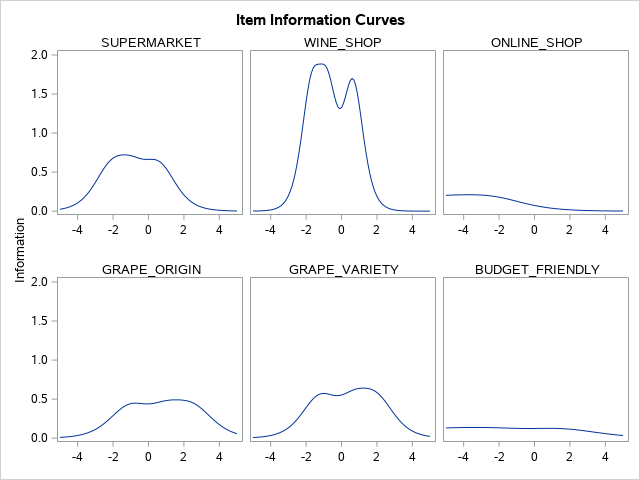 Item Information Curves
SUPERMARKET WINE_SHOP ONLINE_SHOP
2.0
1.5
1.0
0.5
0.0
-4 -2 0 2 4 -4 -2 0 2 4 -4 -2 0 2 4
Information
GRAPE_ORIGIN GRAPE_VARIETY BUDGET_FRIENDLY
2.0
1.5
1.0
0.5
0.0
-4 -2 0 2 4 -4 -2 0 2 4 -4 -2 0 2 4